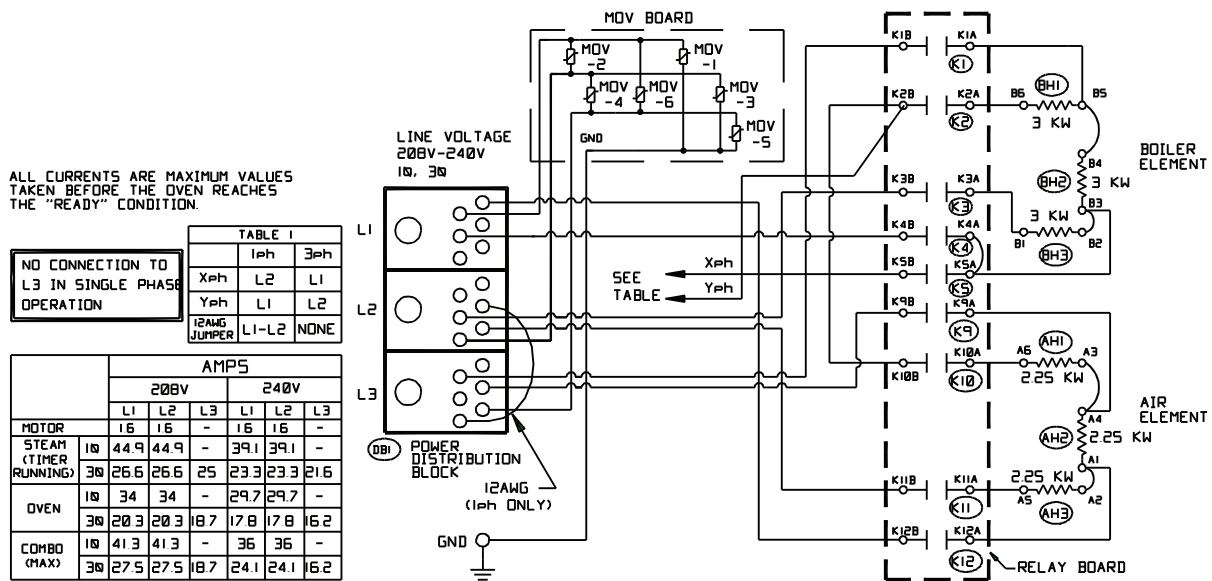 MOV BOARD
MOV -2
MOV -1
MOV -4
MOV -6
MOV -3
MOV -5
GND
LINE VOLTAGE
208V-240V
1Ø, 3Ø
ALL CURRENTS ARE MAXIMUM VALUES
TAKEN BEFORE THE OVEN REACHES
THE "READY" CONDITION.
NO CONNECTION TO
L3 IN SINGLE PHASE
OPERATION
TABLE 1
1ph 3ph
Xph L2 L1
Yph L1 L2
12AWG JUMPER L1-L2 NONE
AMPS
208V 240V
L1 L2 L3 L1 L2 L3
MOTOR 1.6 1.6 - 1.6 1.6 -
STEAM (TIMER RUNNING) 1Ø 44.9 44.9 - 39.1 39.1 -
3Ø 26.6 26.6 25 23.3 23.3 21.6
OVEN 1Ø 34 34 - 29.7 29.7 -
3Ø 20.3 20.3 18.7 17.8 17.8 16.2
COMBO (MAX) 1Ø 41.3 41.3 - 36 36 -
3Ø 27.5 27.5 18.7 24.1 24.1 16.2
L1
L2
L3
DB1 POWER
DISTRIBUTION
BLOCK
12AWG
(1ph ONLY)
GND
SEE
TABLE
Xph
Yph
K1B K1A
K1
K2B K2A
K2
K3B K3A
K3
K4B K4A
K4
K5B K5A
K5
K9B K9A
K9
K10B K10A
K10
K11B K11A
K11
K12B K12A
K12
RELAY BOARD
B6 BH1 B5
3 KW
B4
BH2 3 KW
B3
3 KW
B1 BH3 B2
BOILER
ELEMENT
A6 AH1 A3
2.25 KW
A4
AH2 2.25 KW
A1
2.25 KW
A5 AH3 A2
AIR
ELEMENT